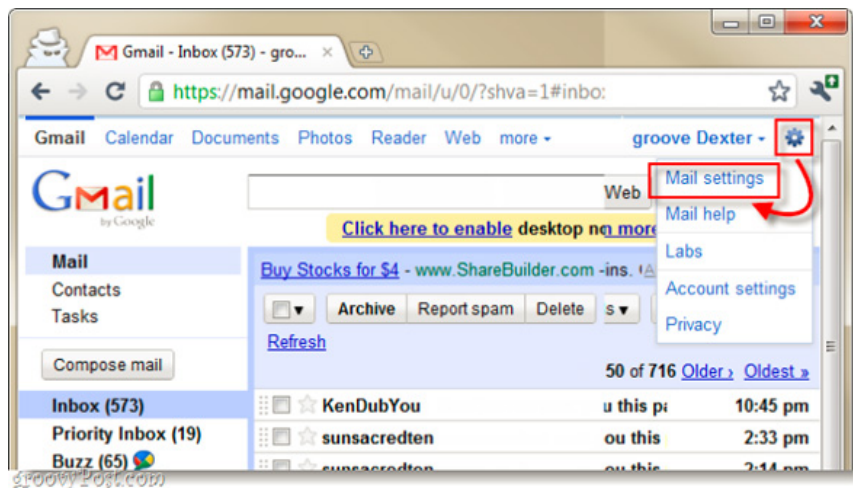 Gmail - Inbox (573) - gro...
https://mail.google.com/mail/u/0/?shva=1#inbo:
Gmail Calendar Documents Photos Reader Web more groove Dexter
Gmail
by Google
Web
Mail settings
Mail help
Labs
Account settings
Privacy
Click here to enable desktop more
Mail
Contacts
Tasks
Buy Stocks for $4 - www.ShareBuilder.com -ins.
Archive Report spam Delete s
Refresh
Compose mail
50 of 716 Older › Oldest »
Inbox (573)
KenDubYou u this pa 10:45 pm
Priority Inbox (19)
sunsacredten ou this 2:33 pm
Buzz (65)
sunsacredten ou this 2:14 pm
groovyPost.com